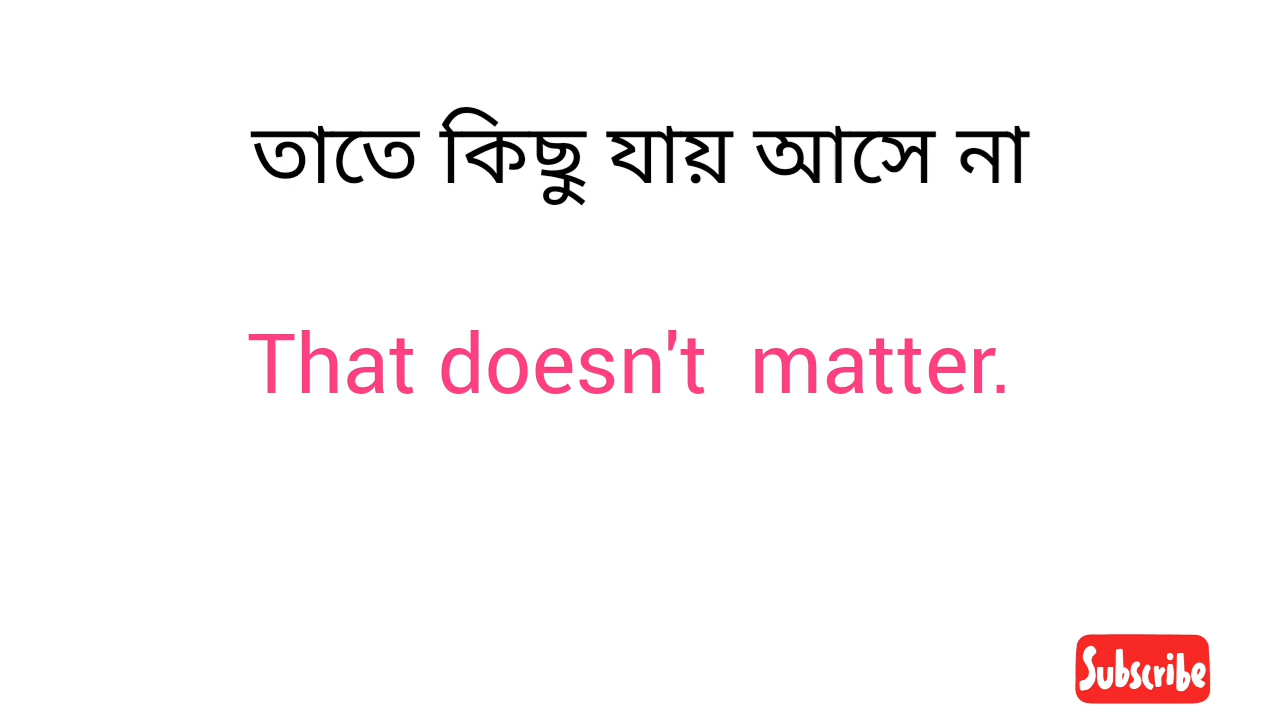 তাতে কিছু যায় আসে না
That doesn't  matter.
Subscribe